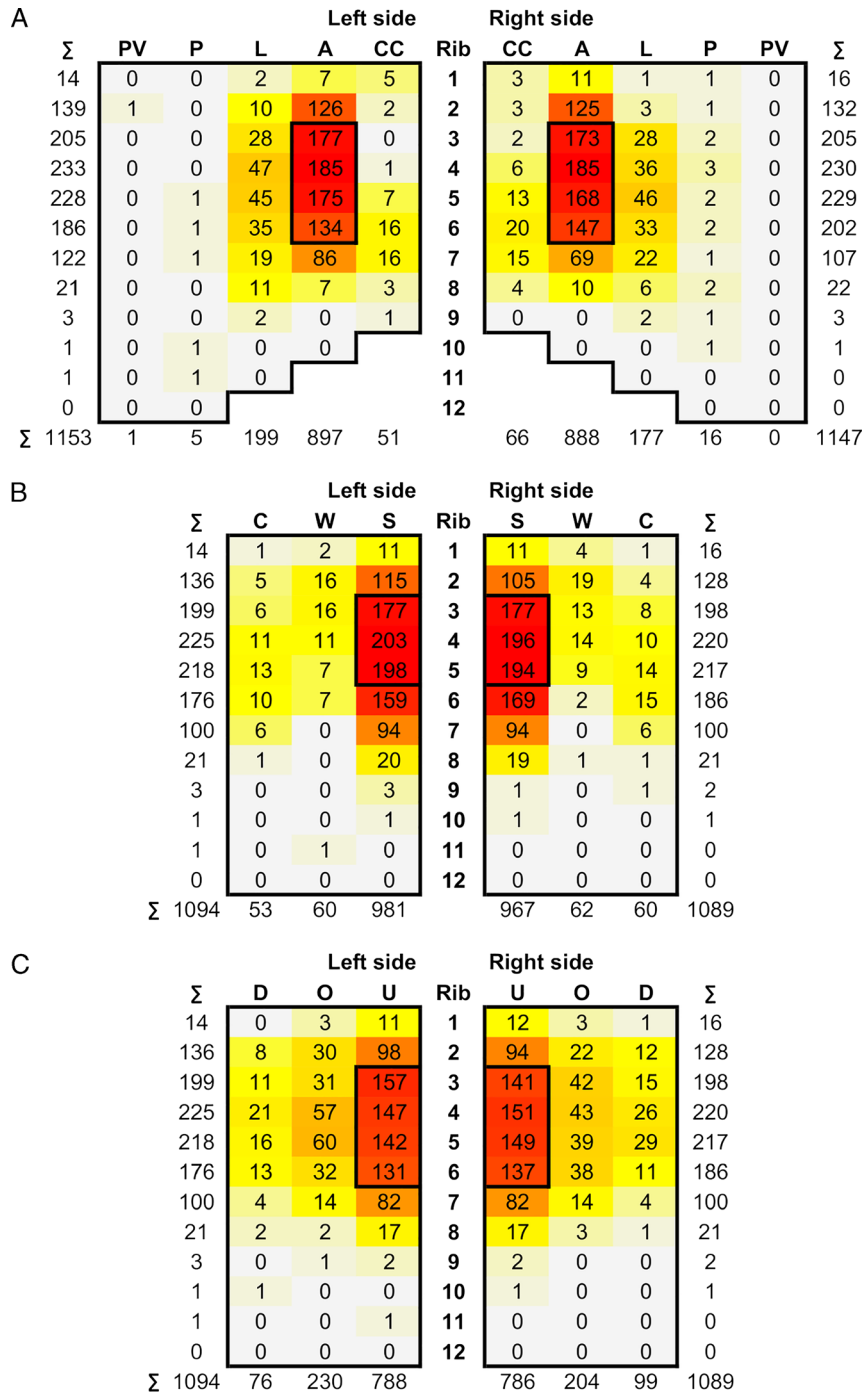 A
Left side Right side
Σ PV P L A CC Rib CC A L P PV Σ
14 0 0 2 7 5 1 3 11 1 1 0 16
139 1 0 10 126 2 2 3 125 3 1 0 132
205 0 0 28 177 0 3 2 173 28 2 0 205
233 0 0 47 185 1 4 6 185 36 3 0 230
228 0 1 45 175 7 5 13 168 46 2 0 229
186 0 1 35 134 16 6 20 147 33 2 0 202
122 0 1 19 86 16 7 15 69 22 1 0 107
21 0 0 11 7 3 8 4 10 6 2 0 22
3 0 0 2 0 1 9 0 0 2 1 0 3
1 0 1 0 0 10 0 0 1 0 1
1 0 1 0 11 0 0 0 0
0 0 0 12 0 0 0
Σ 1153 1 5 199 897 51 66 888 177 16 0 1147
B
Left side Right side
Σ C W S Rib S W C Σ
14 1 2 11 1 11 4 1 16
136 5 16 115 2 105 19 4 128
199 6 16 177 3 177 13 8 198
225 11 11 203 4 196 14 10 220
218 13 7 198 5 194 9 14 217
176 10 7 159 6 169 2 15 186
100 6 0 94 7 94 0 6 100
21 1 0 20 8 19 1 1 21
3 0 0 3 9 1 0 1 2
1 0 0 1 10 1 0 0 1
1 0 1 0 11 0 0 0 0
0 0 0 0 12 0 0 0 0
Σ 1094 53 60 981 967 62 60 1089
C
Left side Right side
Σ D O U Rib U O D Σ
14 0 3 11 1 12 3 1 16
136 8 30 98 2 94 22 12 128
199 11 31 157 3 141 42 15 198
225 21 57 147 4 151 43 26 220
218 16 60 142 5 149 39 29 217
176 13 32 131 6 137 38 11 186
100 4 14 82 7 82 14 4 100
21 2 2 17 8 17 3 1 21
3 0 1 2 9 2 0 0 2
1 1 0 0 10 1 0 0 1
1 0 0 1 11 0 0 0 0
0 0 0 0 12 0 0 0 0
Σ 1094 76 230 788 786 204 99 1089